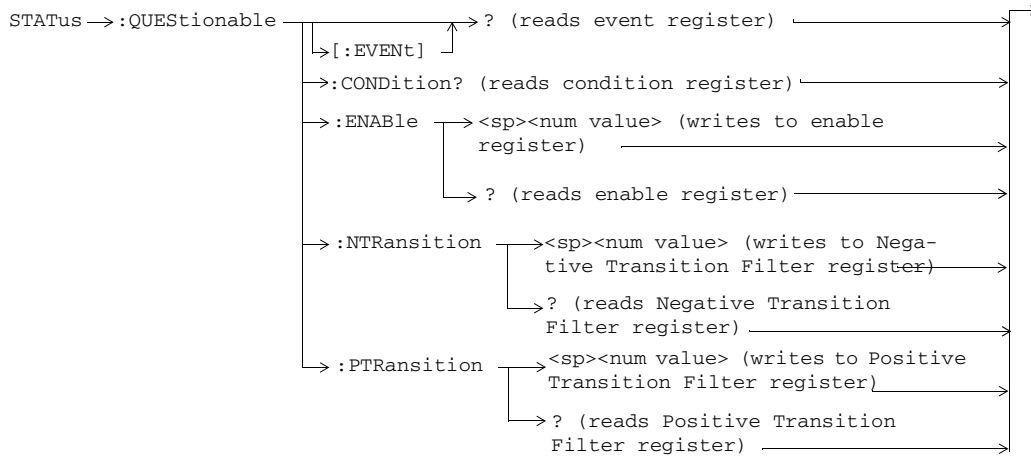 STATus :QUEStionable ? (reads event register)
[:EVENt]
:CONDition? (reads condition register)
:ENABle <sp><num value> (writes to enable
register)
? (reads enable register)
:NTRansition <sp><num value> (writes to Nega-
tive Transition Filter register)
? (reads Negative Transition
Filter register)
:PTRansition <sp><num value> (writes to Positive
Transition Filter register)
? (reads Positive Transition
Filter register)